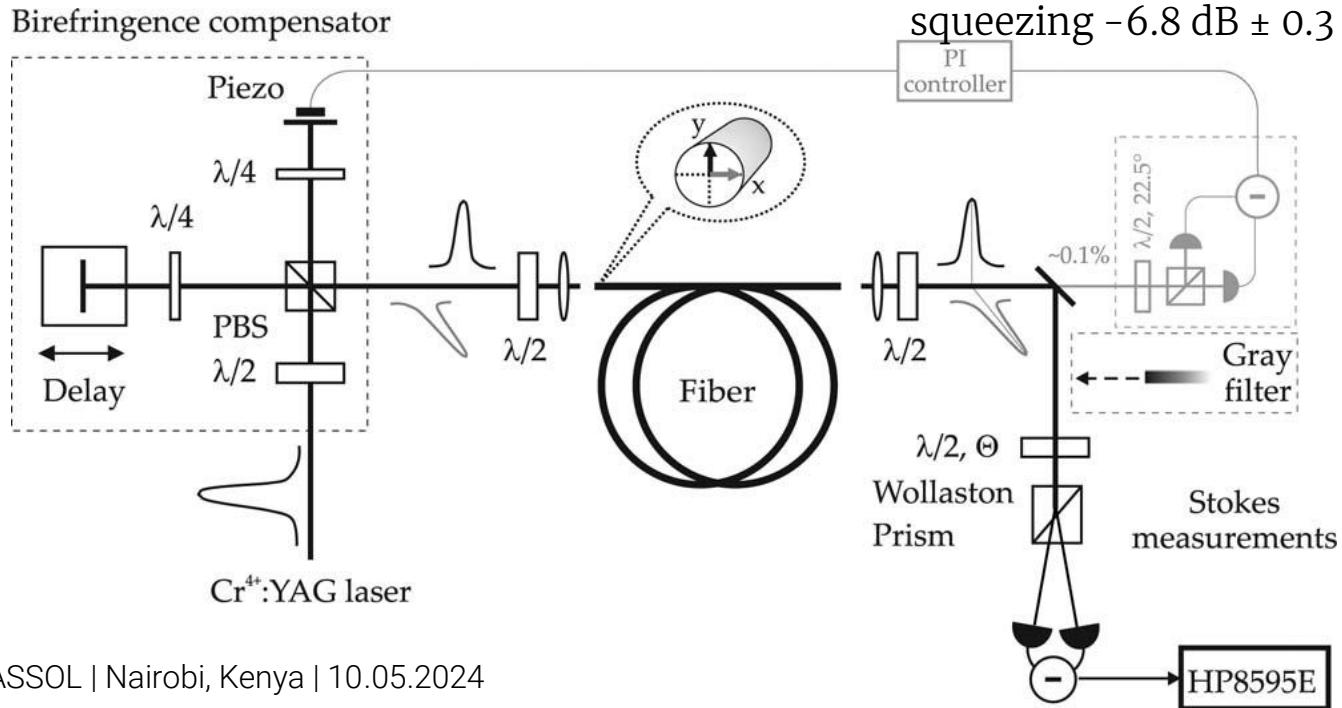 Birefringence compensator
squeezing −6.8 dB ± 0.3
PI
controller
Piezo
λ/4
λ/4
y
x
λ/2, 22.5°
−
~0.1%
PBS
λ/2
Delay
λ/2
Fiber
λ/2
Gray
filter
λ/2, Θ
Wollaston
Prism
Stokes
measurements
Cr⁴⁺:YAG laser
ASSOL | Nairobi, Kenya | 10.05.2024
−
HP8595E